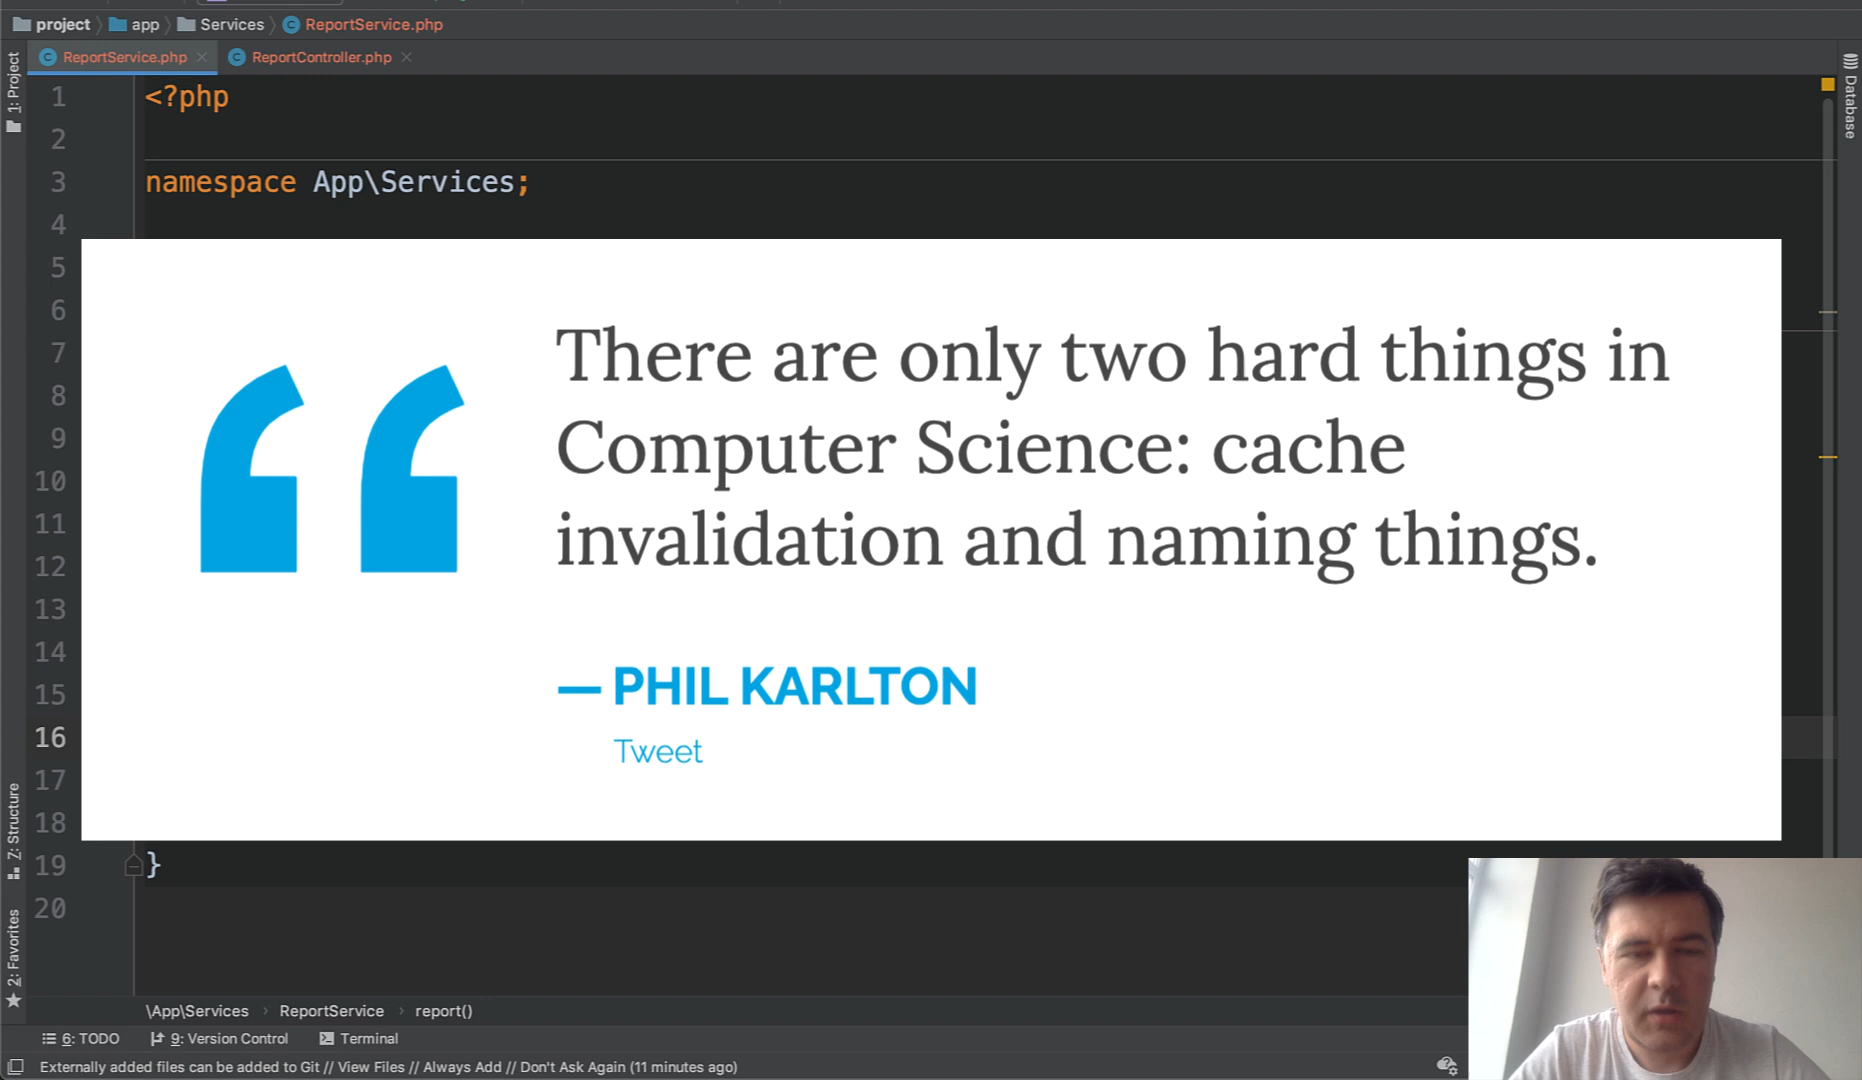 project app Services ReportService.php
ReportService.php ReportController.php
1: Project
Database
1 <?php
2
3 namespace App\Services;
4
5
6
7
8
9
10
11
12
13
14
15
16
17
18
19 }
20
There are only two hard things in
Computer Science: cache
invalidation and naming things.
— PHIL KARLTON
Tweet
Z: Structure
2: Favorites
\App\Services › ReportService › report()
6: TODO 9: Version Control Terminal
Externally added files can be added to Git // View Files // Always Add // Don't Ask Again (11 minutes ago)